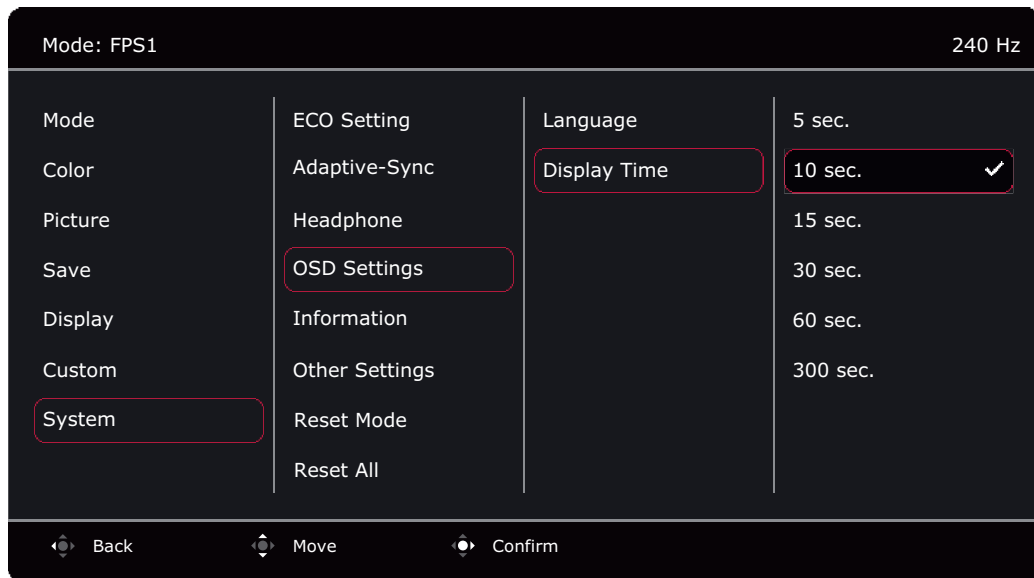 Mode: FPS1
240 Hz
Mode
Color
Picture
Save
Display
Custom
System
ECO Setting
Adaptive-Sync
Headphone
OSD Settings
Information
Other Settings
Reset Mode
Reset All
Language
Display Time
5 sec.
10 sec.
15 sec.
30 sec.
60 sec.
300 sec.
Back
Move
Confirm